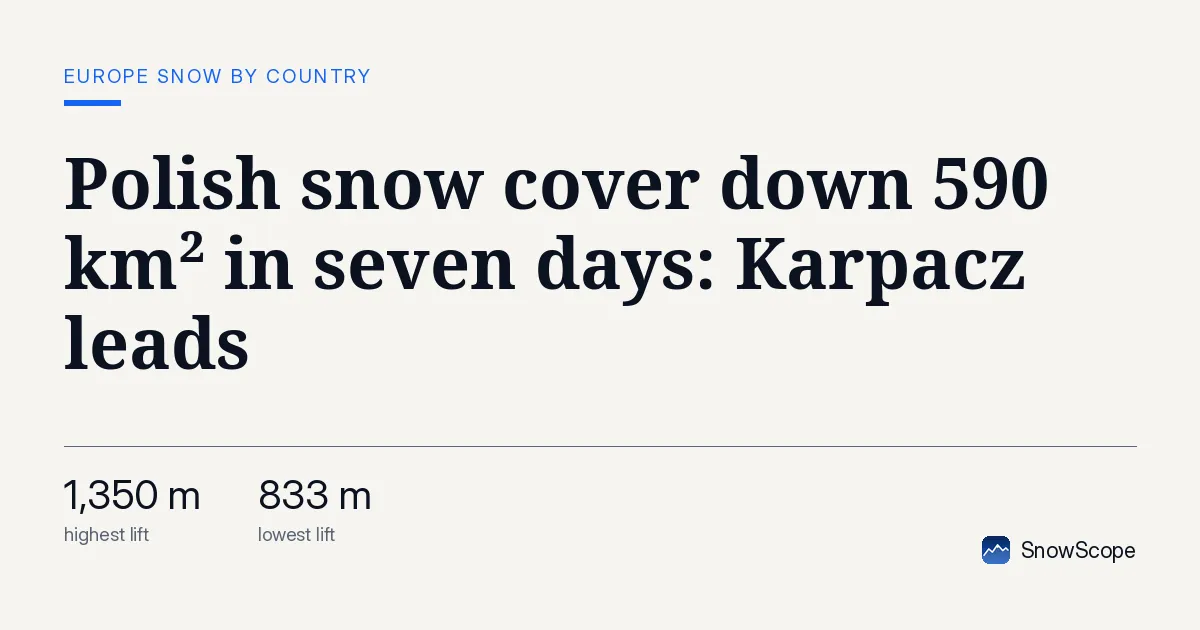 EUROPE SNOW BY COUNTRY
Polish snow cover down 590
km² in seven days: Karpacz
leads
1,350 m
highest lift
833 m
lowest lift
SnowScope